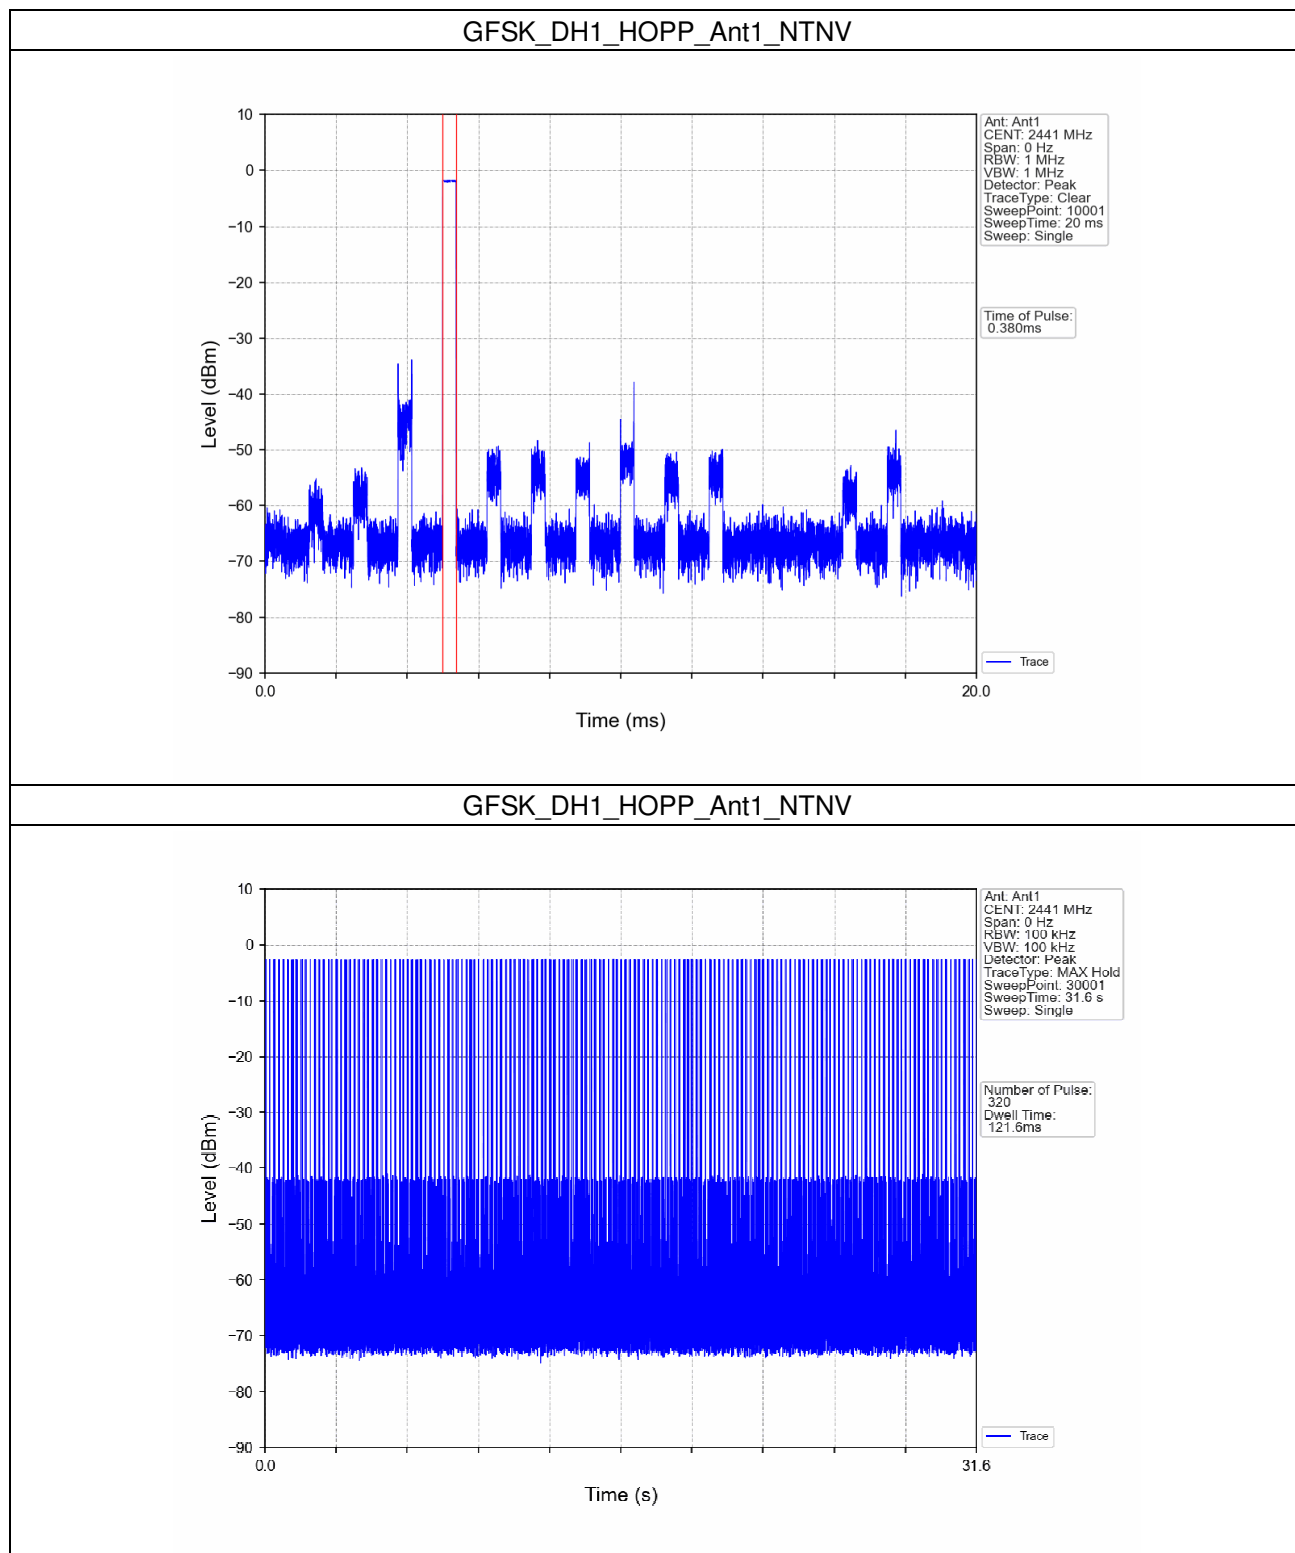 GFSK_DH1_HOPP_Ant1_NTNV
10
0
−10
−20
−30
−40
−50
−60
−70
−80
−90
Level (dBm)
0.0
20.0
Time (ms)
Ant: Ant1
CENT: 2441 MHz
Span: 0 Hz
RBW: 1 MHz
VBW: 1 MHz
Detector: Peak
TraceType: Clear
SweepPoint: 10001
SweepTime: 20 ms
Sweep: Single
Time of Pulse:
0.380ms
Trace
GFSK_DH1_HOPP_Ant1_NTNV
10
0
−10
−20
−30
−40
−50
−60
−70
−80
−90
Level (dBm)
0.0
31.6
Time (s)
Ant: Ant1
CENT: 2441 MHz
Span: 0 Hz
RBW: 100 kHz
VBW: 100 kHz
Detector: Peak
TraceType: MAX Hold
SweepPoint: 30001
SweepTime: 31.6 s
Sweep: Single
Number of Pulse:
320
Dwell Time:
121.6ms
Trace